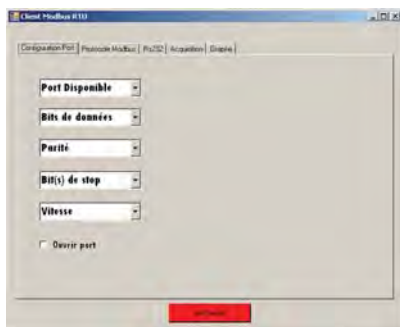 Client Modbus RTU
Configuration Port Protocole Modbus Rs232 Acquisition Graphe
Port Disponible
Bits de données
Parité
Bit(s) de stop
Vitesse
Ouvrir port